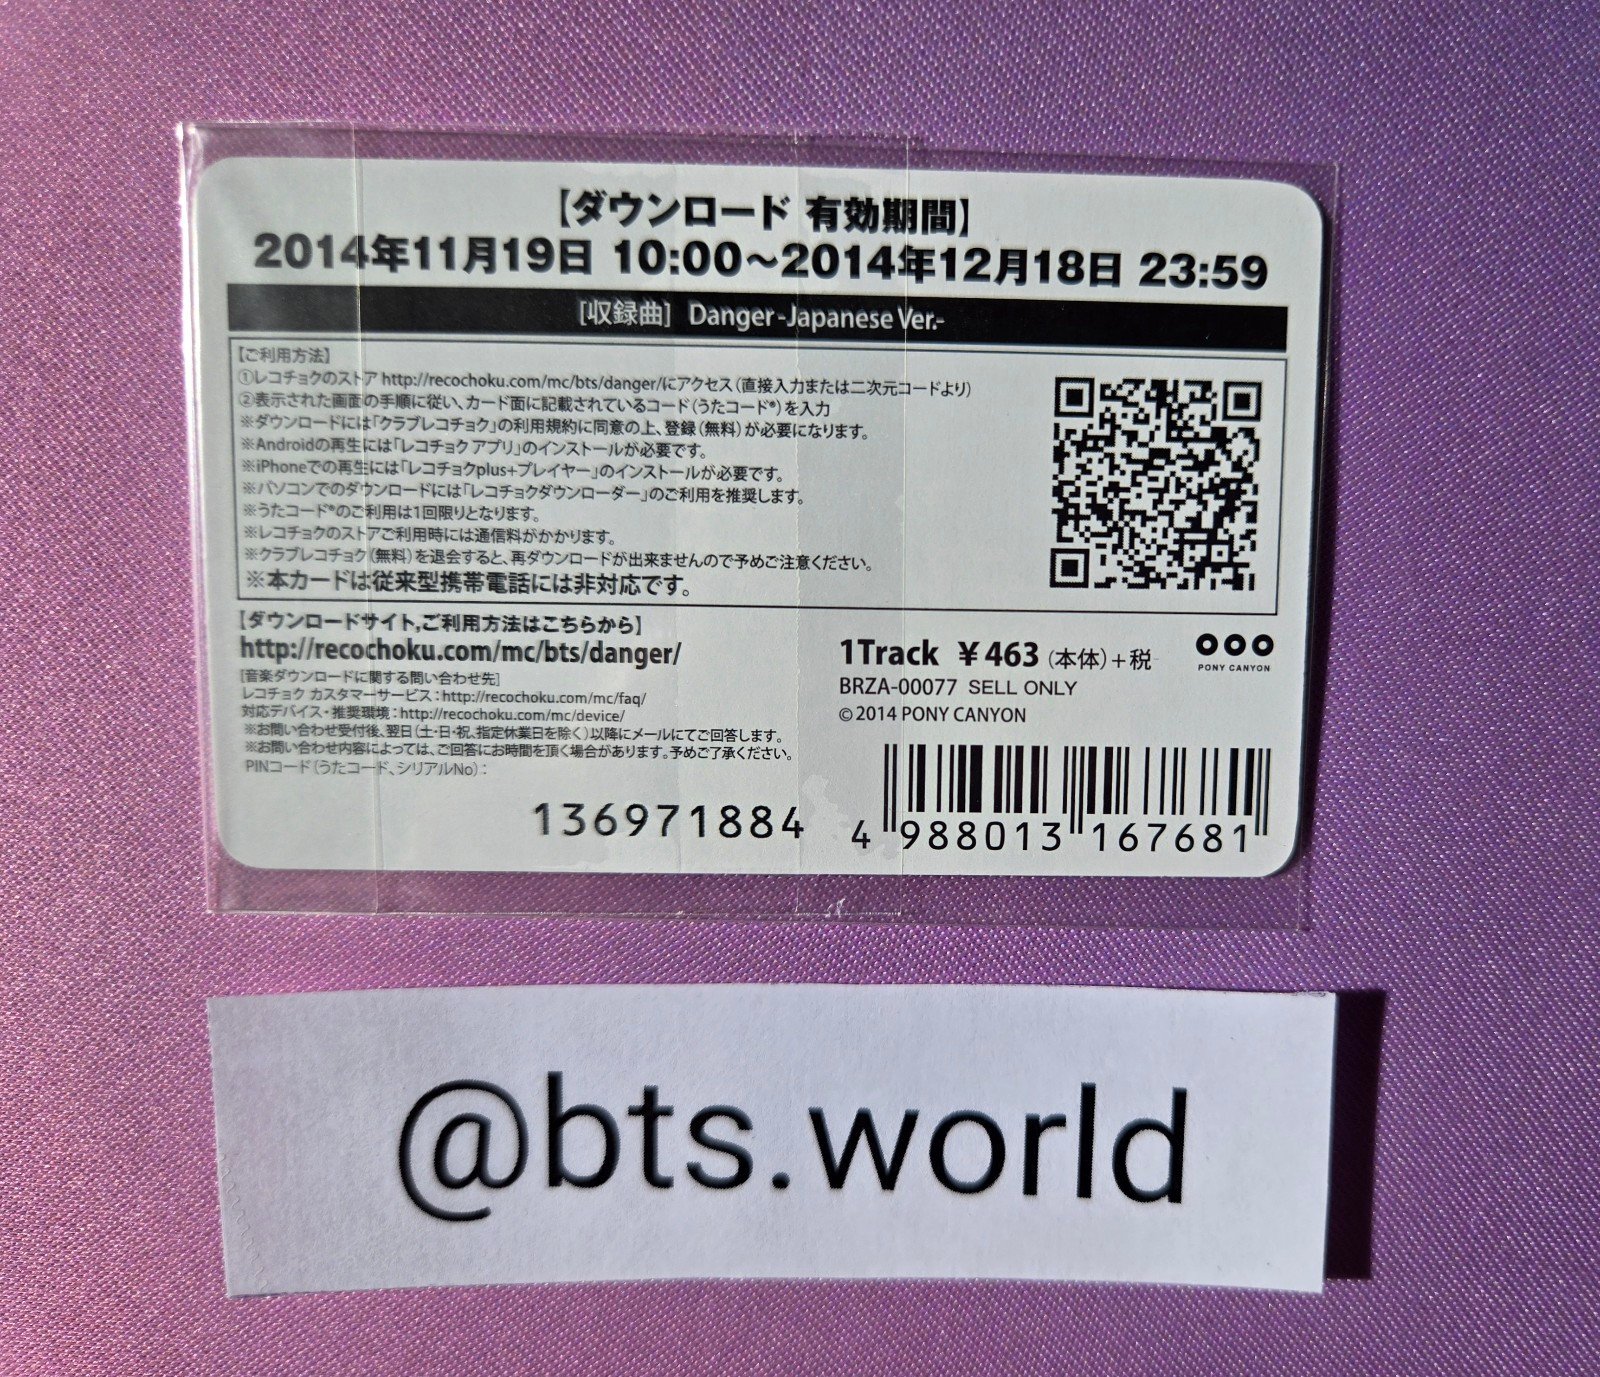 【ダウンロード 有効期間】
2014年11月19日 10:00～2014年12月18日 23:59
[収録曲] Danger -Japanese Ver.-
【ご利用方法】
①レコチョクのストア http://recochoku.com/mc/bts/danger/にアクセス（直接入力または二次元コードより）
②表示された画面の手順に従い、カード面に記載されているコード（うたコード®）を入力
※ダウンロードには「クラブレコチョク」の利用規約に同意の上、登録（無料）が必要になります。
※Androidの再生には「レコチョクアプリ」のインストールが必要です。
※iPhoneでの再生には「レコチョクplus+プレイヤー」のインストールが必要です。
※パソコンでのダウンロードには「レコチョクダウンローダー」のご利用を推奨します。
※うたコード®のご利用は1回限りとなります。
※レコチョクのストアご利用時には通信料がかかります。
※クラブレコチョク（無料）を退会すると、再ダウンロードが出来ませんので予めご注意ください。
※本カードは従来型携帯電話には非対応です。
【ダウンロードサイト,ご利用方法はこちらから】
http://recochoku.com/mc/bts/danger/
[音楽ダウンロードに関する問い合わせ先]
レコチョク カスタマーサービス：http://recochoku.com/mc/faq/
対応デバイス・推奨環境：http://recochoku.com/mc/device/
※お問い合わせ受付後、翌日（土・日・祝、指定休業日を除く）以降にメールにてご回答します。
※お問い合わせ内容によっては、ご回答にお時間を頂く場合があります。予めご了承ください。
PINコード（うたコード、シリアルNo）：
136971884
1Track ￥463（本体）+税
PONY CANYON
BRZA-00077 SELL ONLY
©2014 PONY CANYON
4 988013 167681
@bts.world